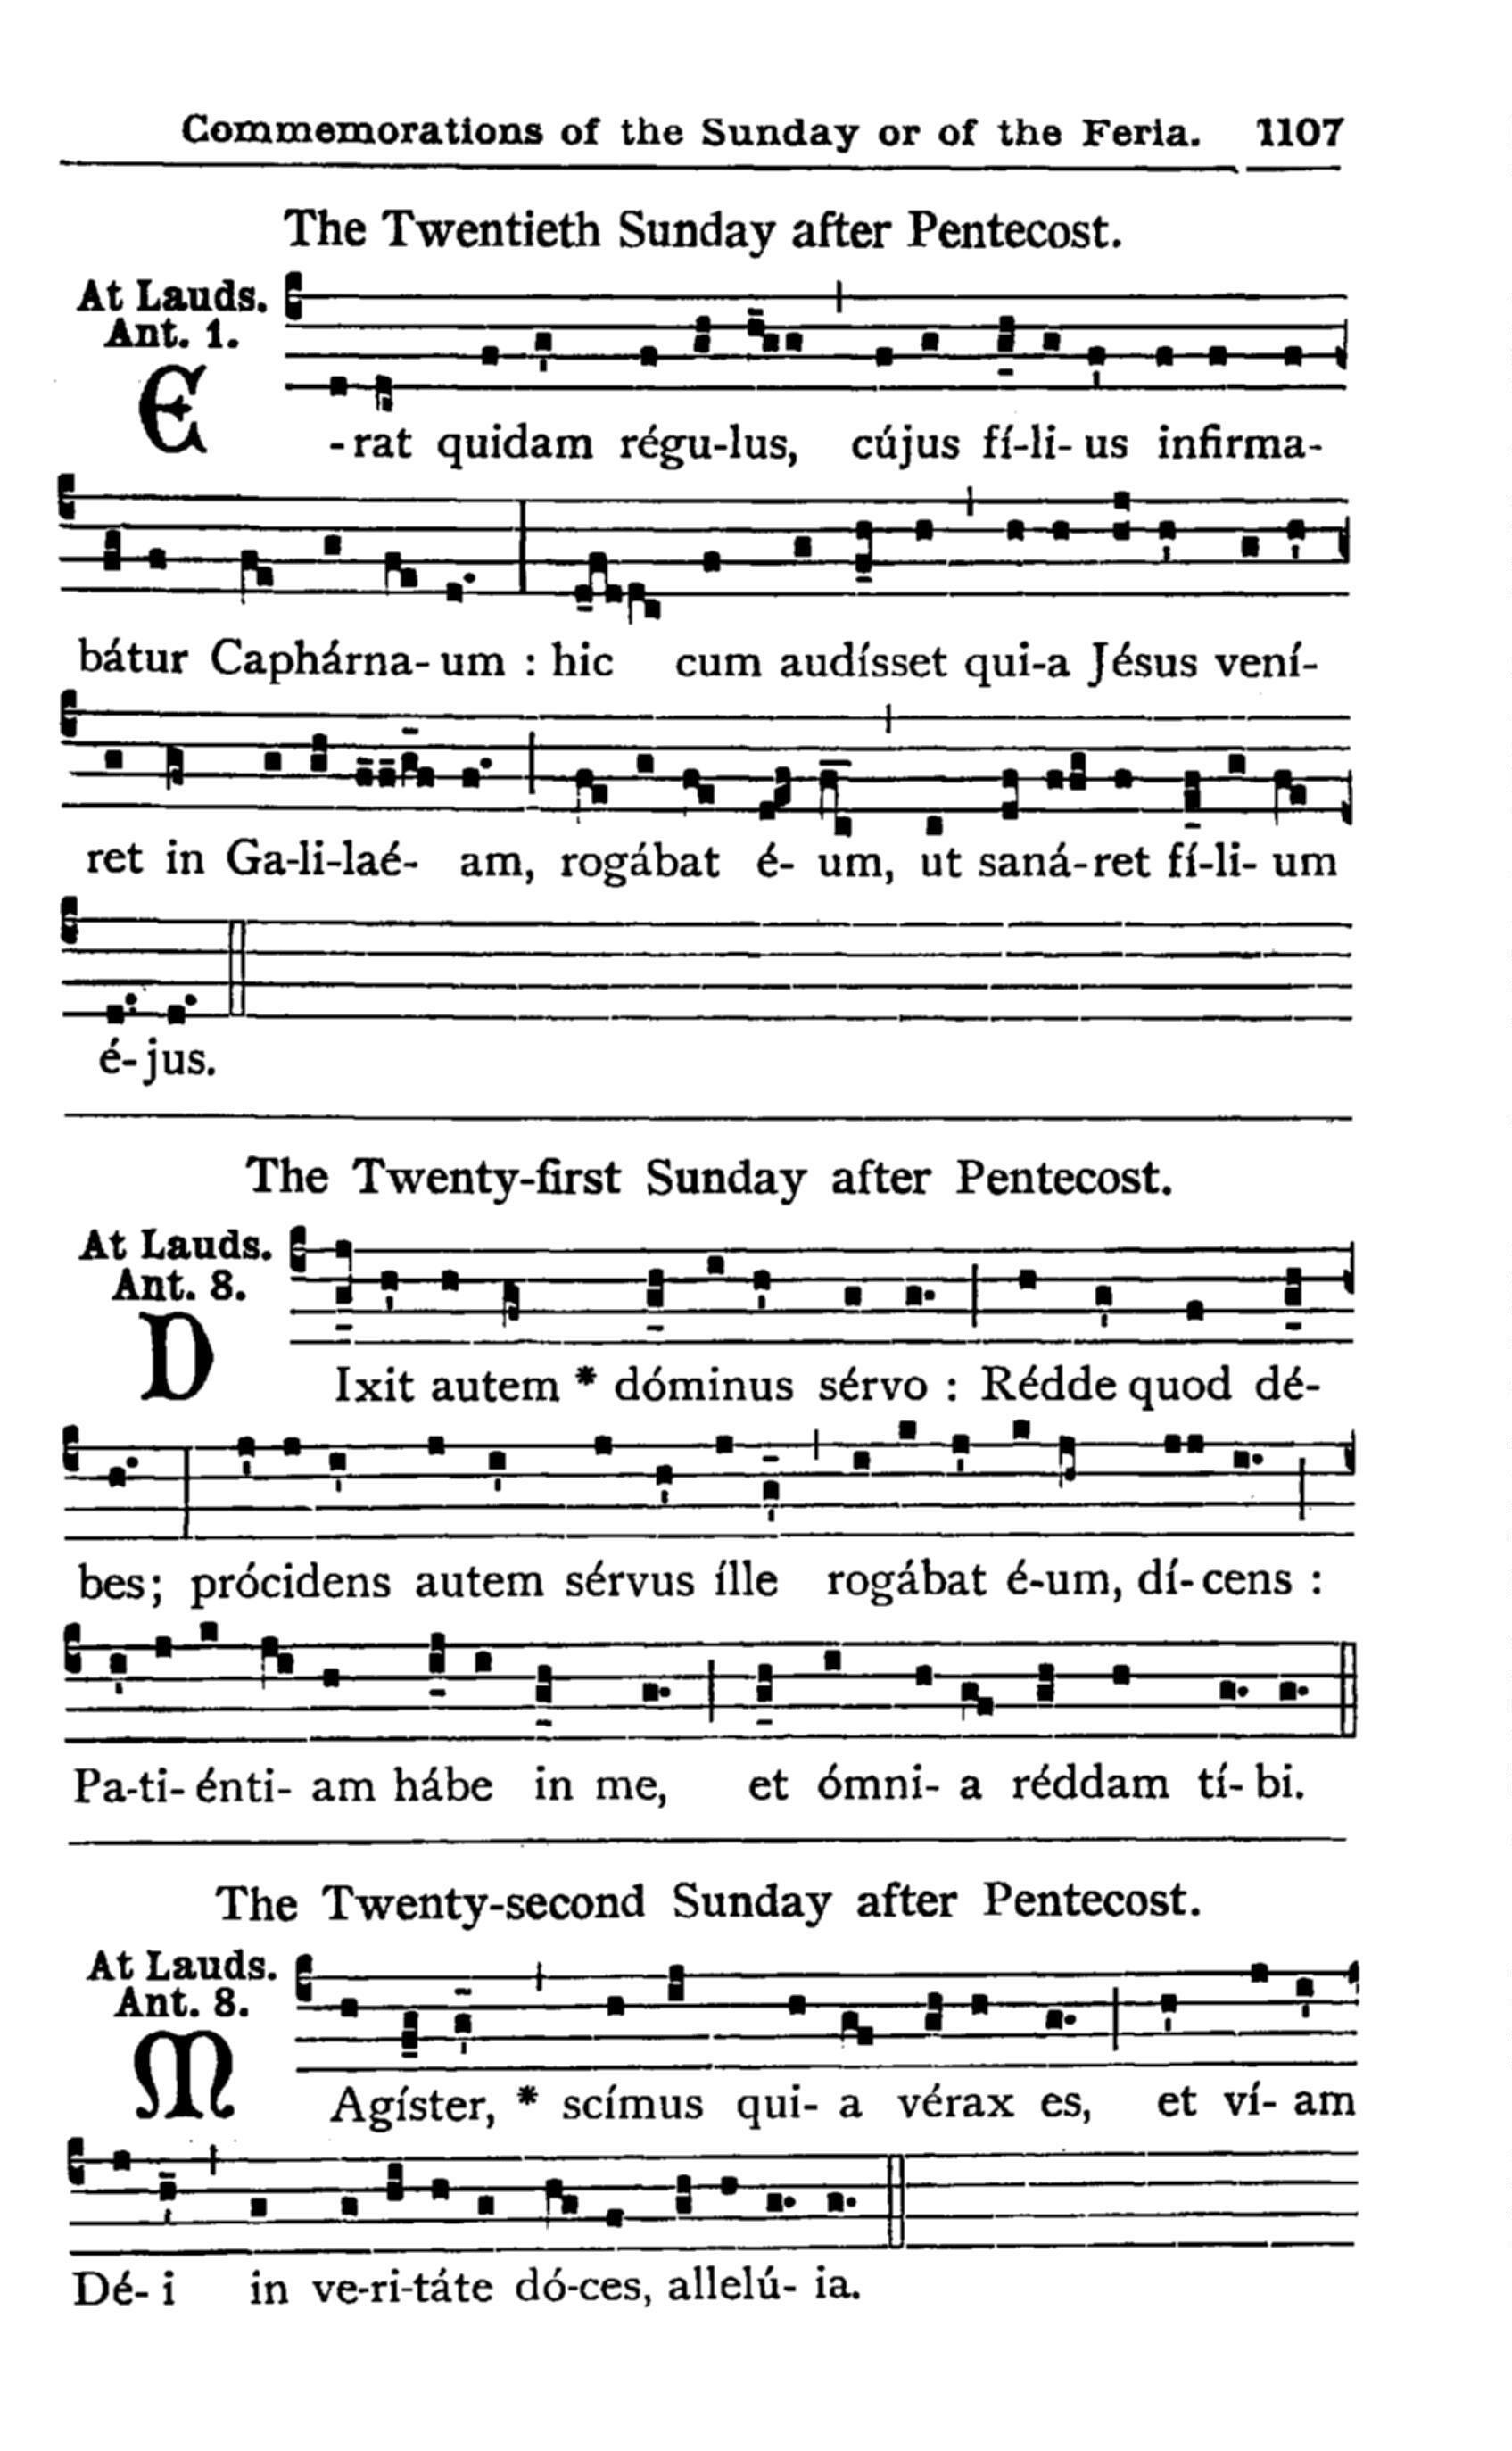 Commemorations of the Sunday or of the Feria. 1107
The Twentieth Sunday after Pentecost.
At Lauds.
Ant. 1.
E -rat quidam régu-lus, cújus fí-li- us infirma-
bátur Caphárna- um : hic cum audísset qui-a Jésus vení-
ret in Ga-li-laé- am, rogábat é- um, ut saná-ret fí-li- um
é-jus.
The Twenty-first Sunday after Pentecost.
At Lauds.
Ant. 8.
D Ixit autem * dóminus sérvo : Rédde quod dé-
bes; prócidens autem sérvus ílle rogábat é-um, dí-cens :
Pa-ti- énti- am hábe in me, et ómni- a réddam tí- bi.
The Twenty-second Sunday after Pentecost.
At Lauds.
Ant. 8.
M Agíster, * scímus qui- a vérax es, et ví- am
Dé- i in ve-ri-táte dó-ces, allelú- ia.